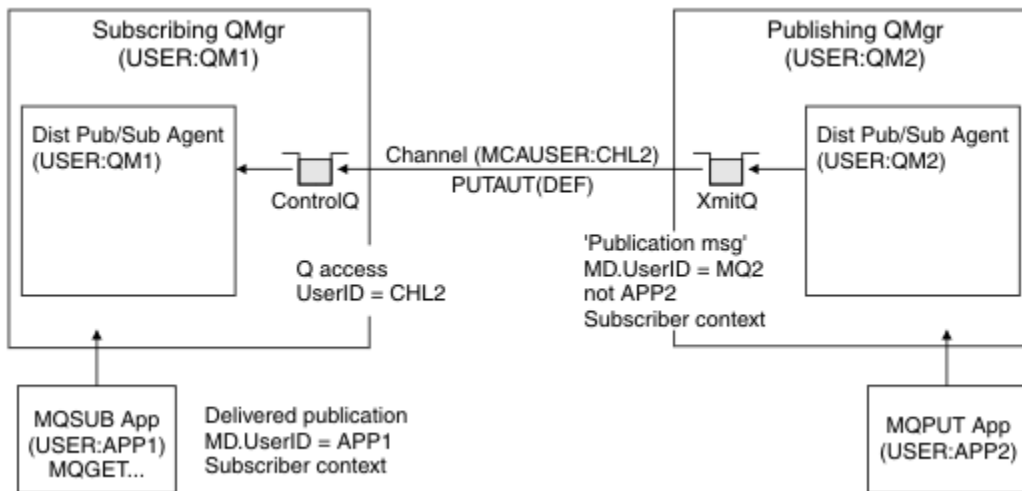 Subscribing QMgr
(USER:QM1)
Publishing QMgr
(USER:QM2)
Dist Pub/Sub Agent
(USER:QM1)
ControlQ
Channel (MCAUSER:CHL2)
PUTAUT(DEF)
XmitQ
Dist Pub/Sub Agent
(USER:QM2)
Q access
UserID = CHL2
'Publication msg'
MD.UserID = MQ2
not APP2
Subscriber context
MQSUB App
(USER:APP1)
MQGET...
Delivered publication
MD.UserID = APP1
Subscriber context
MQPUT App
(USER:APP2)